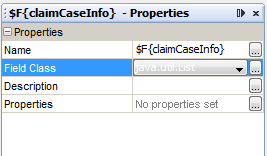 $F{claimCaseInfo} - Properties
Properties
Name $F{claimCaseInfo} ...
Field Class java.util.List ...
Description ...
Properties No properties set ...